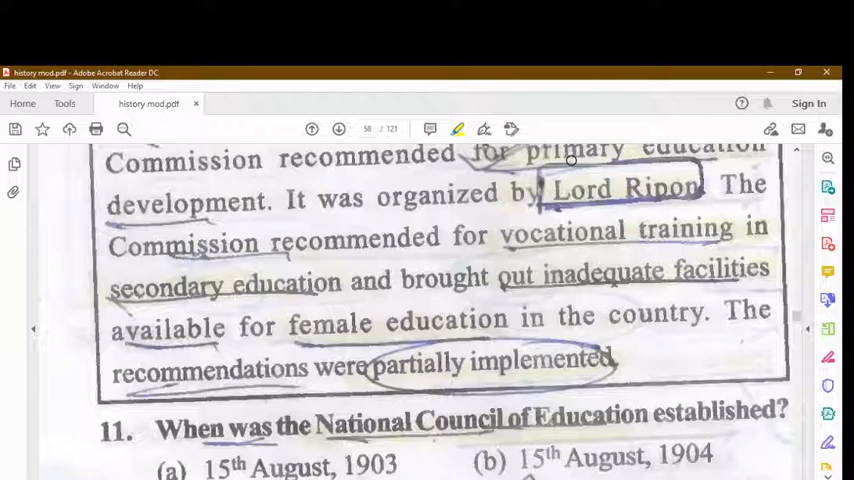 history mod.pdf - Adobe Acrobat Reader DC
File Edit View Sign Window Help
Home Tools history mod.pdf × Sign In
58 / 121
Commission recommended for primary education
development. It was organized by Lord Ripon. The
Commission recommended for vocational training in
secondary education and brought out inadequate facilities
available for female education in the country. The
recommendations were partially implemented.
11. When was the National Council of Education established?
(a) 15th August, 1903 (b) 15th August, 1904